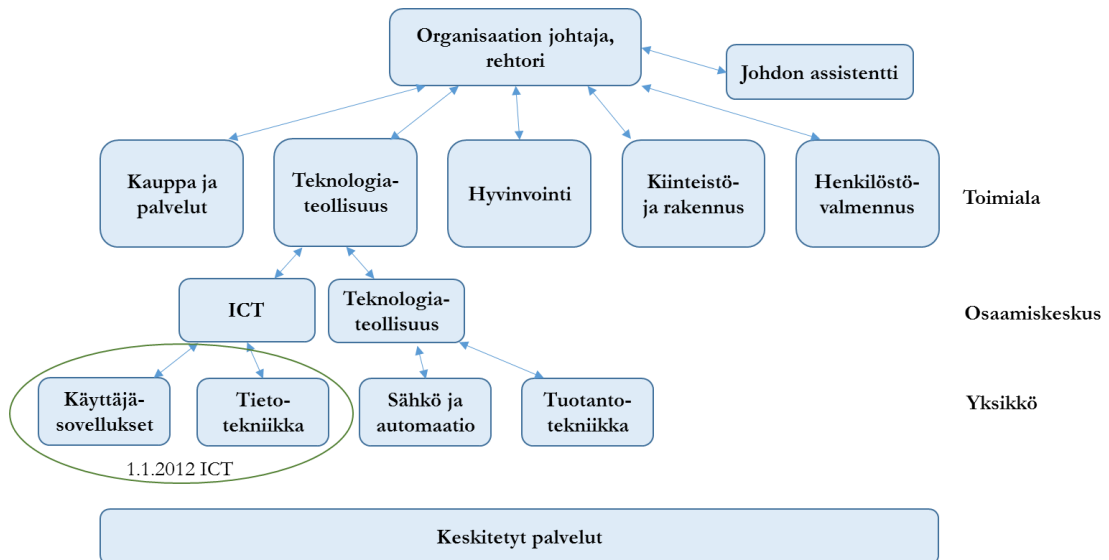 Organisaation johtaja,
rehtori
Johdon assistentti
Kauppa ja
palvelut
Teknologia-
teollisuus
Hyvinvointi
Kiinteistö-
ja rakennus
Henkilöstö-
valmennus
Toimiala
ICT
Teknologia-
teollisuus
Osaamiskeskus
Käyttäjä-
sovellukset
Tieto-
tekniikka
Sähkö ja
automaatio
Tuotanto-
tekniikka
Yksikkö
1.1.2012 ICT
Keskitetyt palvelut